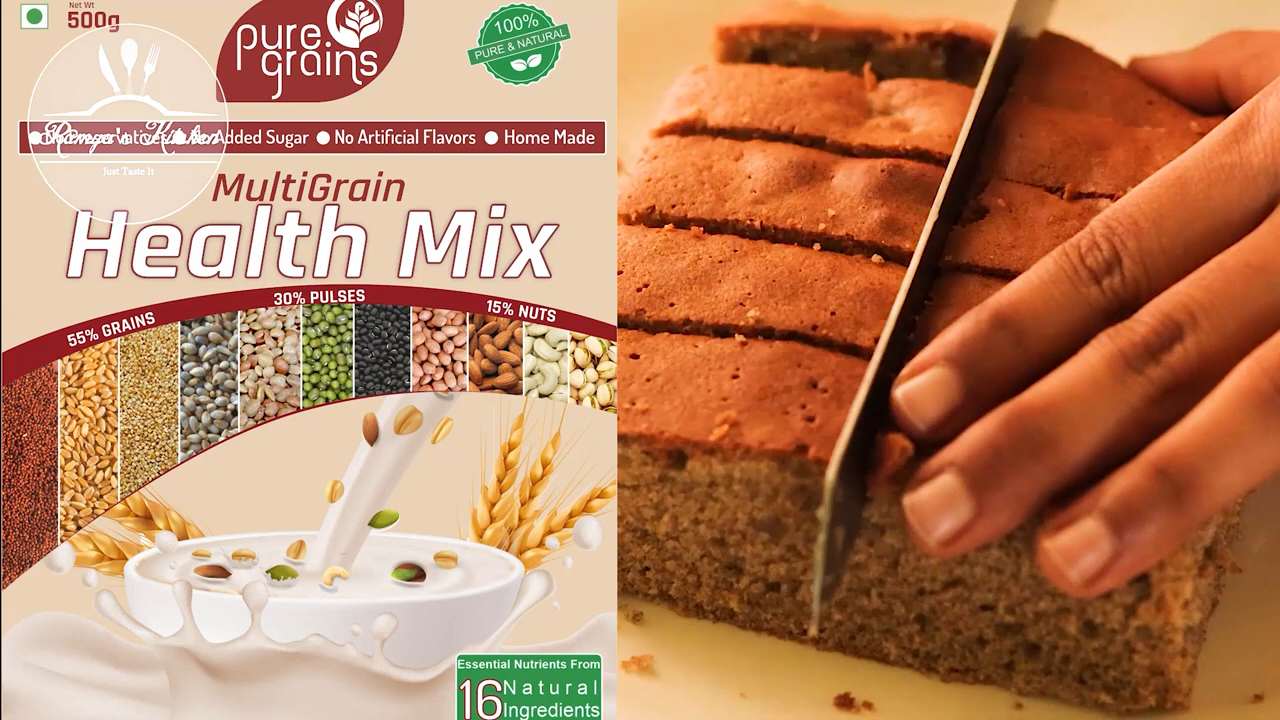 Net Wt
500g
pure
grains
100%
PURE & NATURAL
Added Sugar ● No Artificial Flavors ● Home Made
Just Taste It
MultiGrain
Health Mix
55% GRAINS
30% PULSES
15% NUTS
Essential Nutrients From
16 Natural
Ingredients